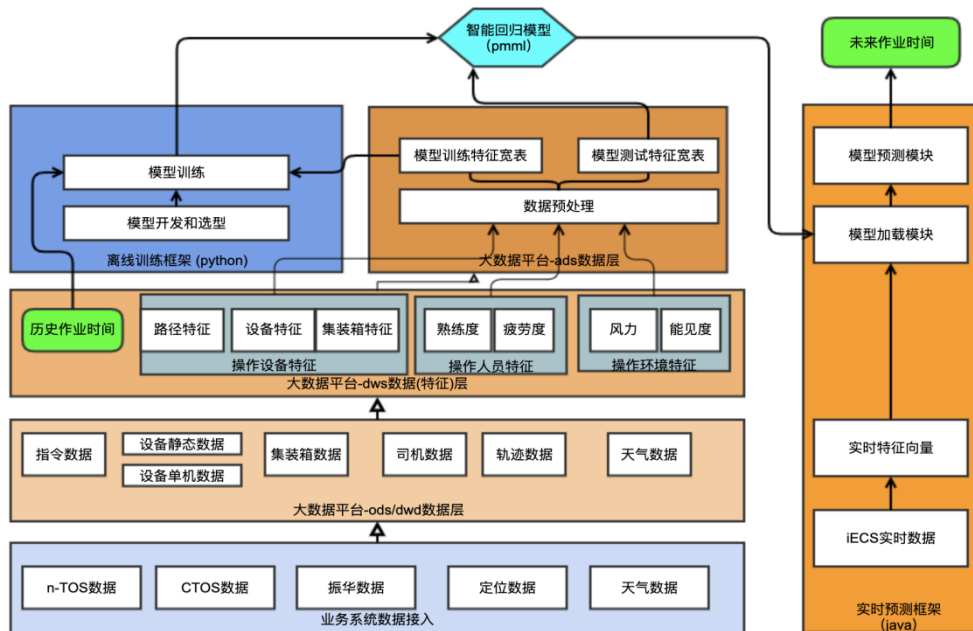 智能回归模型
（pmml）
未来作业时间
模型训练
模型开发和选型
离线训练框架 (python)
模型训练特征宽表
模型测试特征宽表
数据预处理
大数据平台-ads数据层
模型预测模块
模型加载模块
历史作业时间
路径特征
设备特征
集装箱特征
操作设备特征
熟练度
疲劳度
操作人员特征
风力
能见度
操作环境特征
大数据平台-dws数据(特征)层
指令数据
设备静态数据
设备单机数据
集装箱数据
司机数据
轨迹数据
天气数据
大数据平台-ods/dwd数据层
实时特征向量
iECS实时数据
n-TOS数据
CTOS数据
振华数据
定位数据
天气数据
业务系统数据接入
实时预测框架
（java）